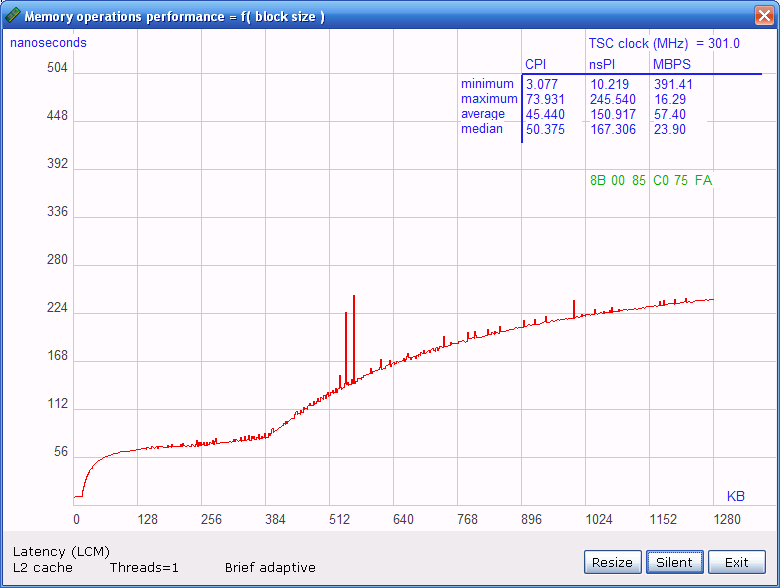 Memory operations performance = f( block size )
nanoseconds
TSC clock (MHz) = 301.0
CPI nsPI MBPS
minimum 3.077 10.219 391.41
maximum 73.931 245.540 16.29
average 45.440 150.917 57.40
median 50.375 167.306 23.90
8B 00 85 C0 75 FA
504
448
392
336
280
224
168
112
56
KB
0 128 256 384 512 640 768 896 1024 1152 1280
Latency (LCM)
L2 cache Threads=1 Brief adaptive
Resize Silent Exit